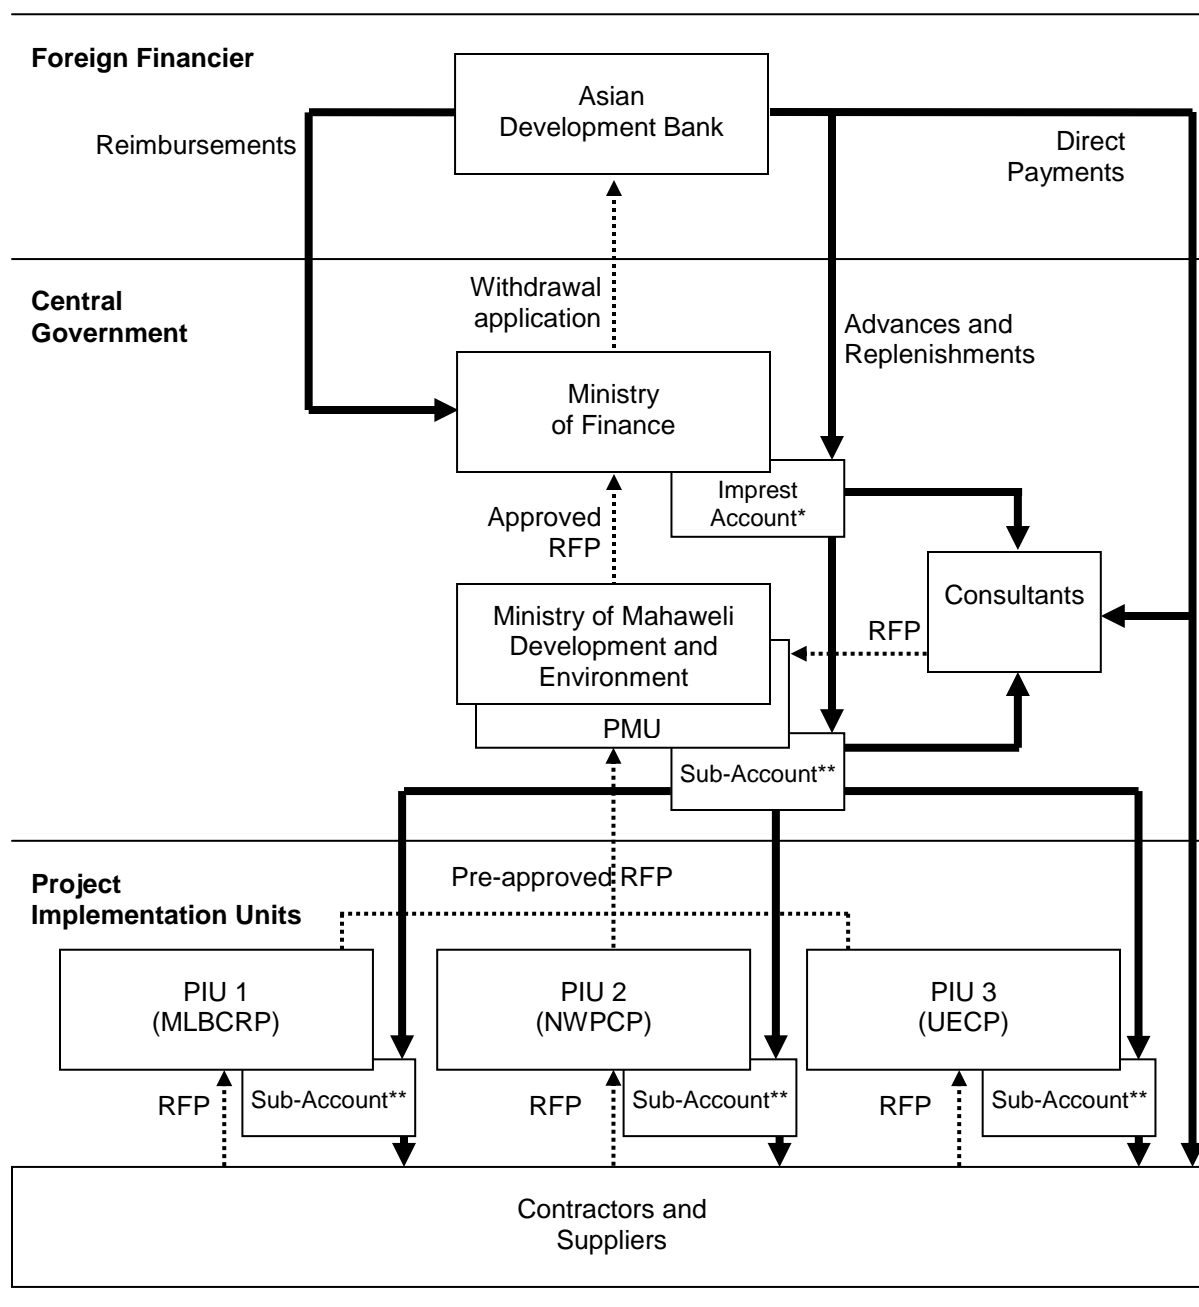 Foreign Financier
Asian
Development Bank
Reimbursements
Direct
Payments
Withdrawal
application
Central
Government
Advances and
Replenishments
Ministry
of Finance
Imprest
Account*
Approved
RFP
Consultants
Ministry of Mahaweli
Development and
Environment
RFP
PMU
Sub-Account**
Pre-approved RFP
Project
Implementation Units
PIU 1
(MLBCRP)
PIU 2
(NWPCP)
PIU 3
(UECP)
RFP
Sub-Account**
RFP
Sub-Account**
RFP
Sub-Account**
Contractors and
Suppliers